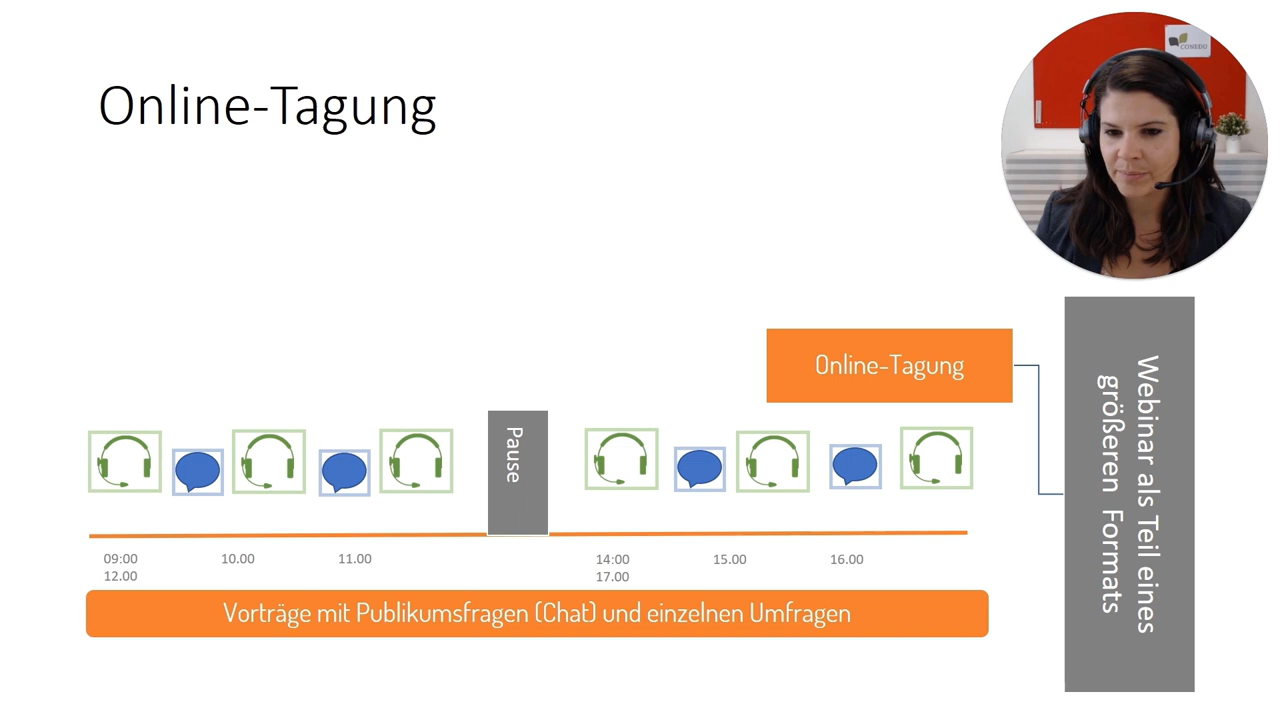 Online-Tagung
CONEDU
Online-Tagung
Webinar als Teil eines
größeren Formats
Pause
09:00 10.00 11.00
12.00
14:00 15.00 16.00
17.00
Vorträge mit Publikumsfragen (Chat) und einzelnen Umfragen